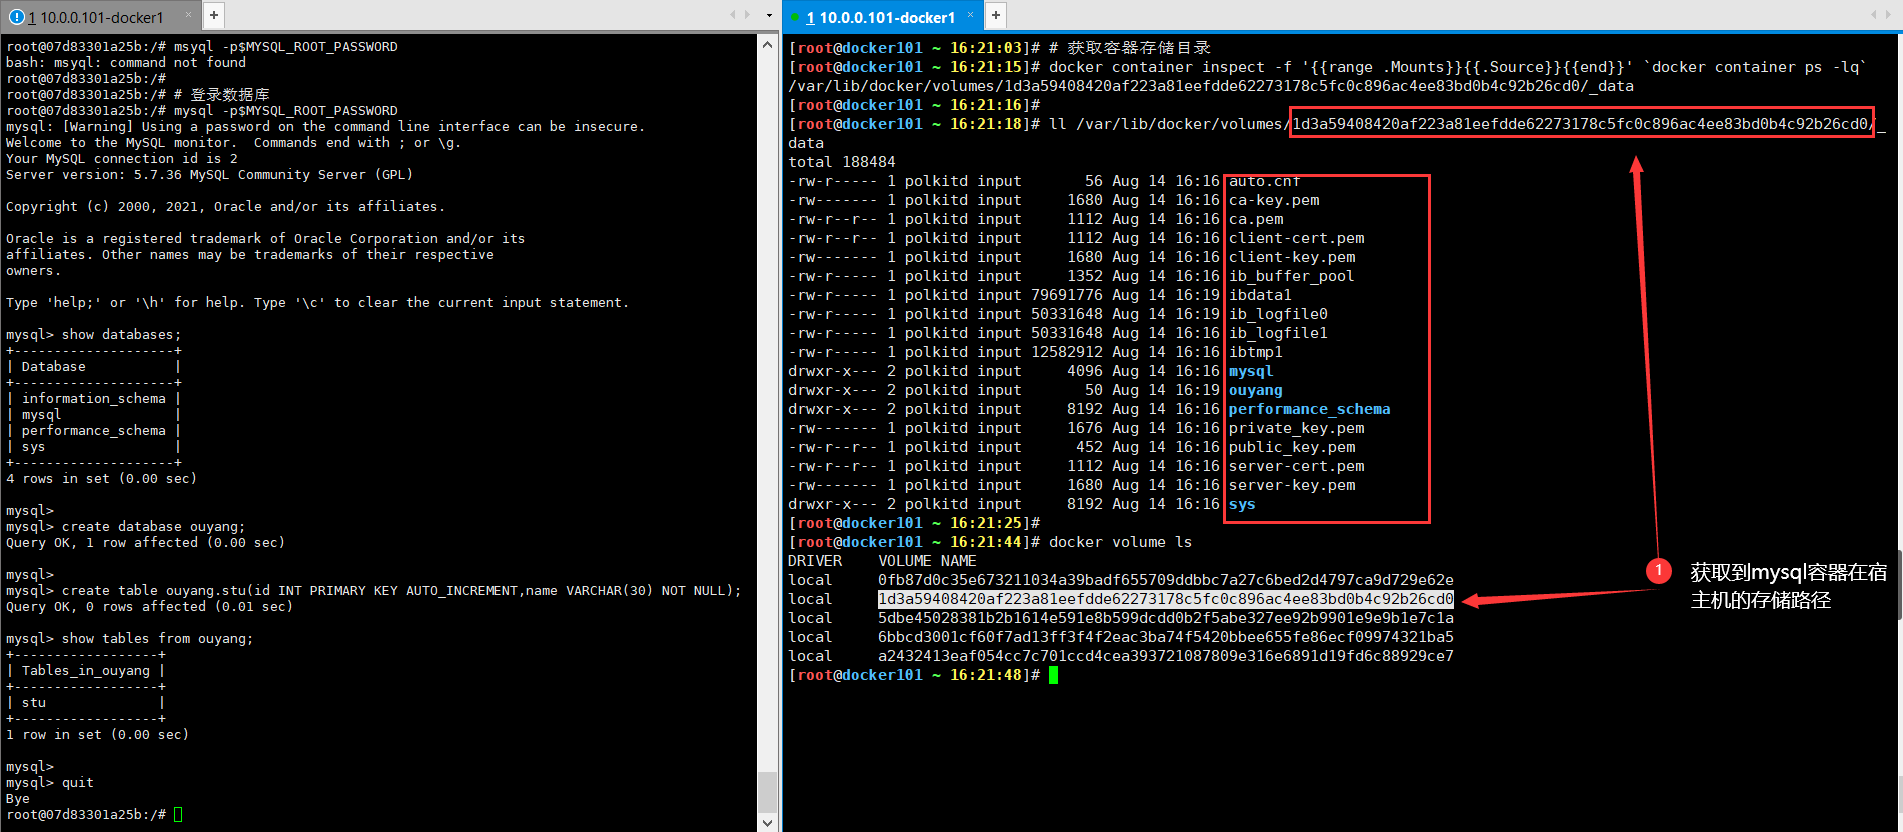 1 10.0.0.101-docker1
root@07d83301a25b:/# msyql -p$MYSQL_ROOT_PASSWORD
bash: msyql: command not found
root@07d83301a25b:/#
root@07d83301a25b:/# # 登录数据库
root@07d83301a25b:/# mysql -p$MYSQL_ROOT_PASSWORD
mysql: [Warning] Using a password on the command line interface can be insecure.
Welcome to the MySQL monitor.  Commands end with ; or \g.
Your MySQL connection id is 2
Server version: 5.7.36 MySQL Community Server (GPL)
Copyright (c) 2000, 2021, Oracle and/or its affiliates.
Oracle is a registered trademark of Oracle Corporation and/or its
affiliates. Other names may be trademarks of their respective
owners.
Type 'help;' or '\h' for help. Type '\c' to clear the current input statement.
mysql> show databases;
+--------------------+
| Database           |
+--------------------+
| information_schema |
| mysql              |
| performance_schema |
| sys                |
+--------------------+
4 rows in set (0.00 sec)
mysql>
mysql> create database ouyang;
Query OK, 1 row affected (0.00 sec)
mysql>
mysql> create table ouyang.stu(id INT PRIMARY KEY AUTO_INCREMENT,name VARCHAR(30) NOT NULL);
Query OK, 0 rows affected (0.01 sec)
mysql> show tables from ouyang;
+------------------+
| Tables_in_ouyang |
+------------------+
| stu              |
+------------------+
1 row in set (0.00 sec)
mysql>
mysql> quit
Bye
root@07d83301a25b:/#
1 10.0.0.101-docker1
[root@docker101 ~ 16:21:03]# # 获取容器存储目录
[root@docker101 ~ 16:21:15]# docker container inspect -f '{{range .Mounts}}{{.Source}}{{end}}' `docker container ps -lq`
/var/lib/docker/volumes/1d3a59408420af223a81eefdde62273178c5fc0c896ac4ee83bd0b4c92b26cd0/_data
[root@docker101 ~ 16:21:16]#
[root@docker101 ~ 16:21:18]# ll /var/lib/docker/volumes/1d3a59408420af223a81eefdde62273178c5fc0c896ac4ee83bd0b4c92b26cd0/_
data
total 188484
-rw-r----- 1 polkitd input       56 Aug 14 16:16 auto.cnf
-rw------- 1 polkitd input     1680 Aug 14 16:16 ca-key.pem
-rw-r--r-- 1 polkitd input     1112 Aug 14 16:16 ca.pem
-rw-r--r-- 1 polkitd input     1112 Aug 14 16:16 client-cert.pem
-rw------- 1 polkitd input     1680 Aug 14 16:16 client-key.pem
-rw-r----- 1 polkitd input     1352 Aug 14 16:16 ib_buffer_pool
-rw-r----- 1 polkitd input 79691776 Aug 14 16:19 ibdata1
-rw-r----- 1 polkitd input 50331648 Aug 14 16:19 ib_logfile0
-rw-r----- 1 polkitd input 50331648 Aug 14 16:16 ib_logfile1
-rw-r----- 1 polkitd input 12582912 Aug 14 16:16 ibtmp1
drwxr-x--- 2 polkitd input     4096 Aug 14 16:16 mysql
drwxr-x--- 2 polkitd input       50 Aug 14 16:19 ouyang
drwxr-x--- 2 polkitd input     8192 Aug 14 16:16 performance_schema
-rw------- 1 polkitd input     1676 Aug 14 16:16 private_key.pem
-rw-r--r-- 1 polkitd input      452 Aug 14 16:16 public_key.pem
-rw-r--r-- 1 polkitd input     1112 Aug 14 16:16 server-cert.pem
-rw------- 1 polkitd input     1680 Aug 14 16:16 server-key.pem
drwxr-x--- 2 polkitd input     8192 Aug 14 16:16 sys
[root@docker101 ~ 16:21:25]#
[root@docker101 ~ 16:21:44]# docker volume ls
DRIVER    VOLUME NAME
local     0fb87d0c35e673211034a39badf655709ddbbc7a27c6bed2d4797ca9d729e62e
local     1d3a59408420af223a81eefdde62273178c5fc0c896ac4ee83bd0b4c92b26cd0
local     5dbe45028381b2b1614e591e8b599dcdd0b2f5abe327ee92b9901e9e9b1e7c1a
local     6bbcd3001cf60f7ad13ff3f4f2eac3ba74f5420bbee655fe86ecf09974321ba5
local     a2432413eaf054cc7c701ccd4cea393721087809e316e6891d19fd6c88929ce7
[root@docker101 ~ 16:21:48]#
1
获取到mysql容器在宿
主机的存储路径